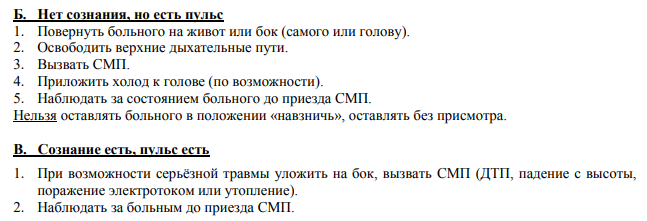 Б. Нет сознания, но есть пульс
1. Повернуть больного на живот или бок (самого или голову).
2. Освободить верхние дыхательные пути.
3. Вызвать СМП.
4. Приложить холод к голове (по возможности).
5. Наблюдать за состоянием больного до приезда СМП.
Нельзя оставлять больного в положении «навзничь», оставлять без присмотра.
В. Сознание есть, пульс есть
1. При возможности серьёзной травмы уложить на бок, вызвать СМП (ДТП, падение с высоты,
поражение электротоком или утопление).
2. Наблюдать за больным до приезда СМП.